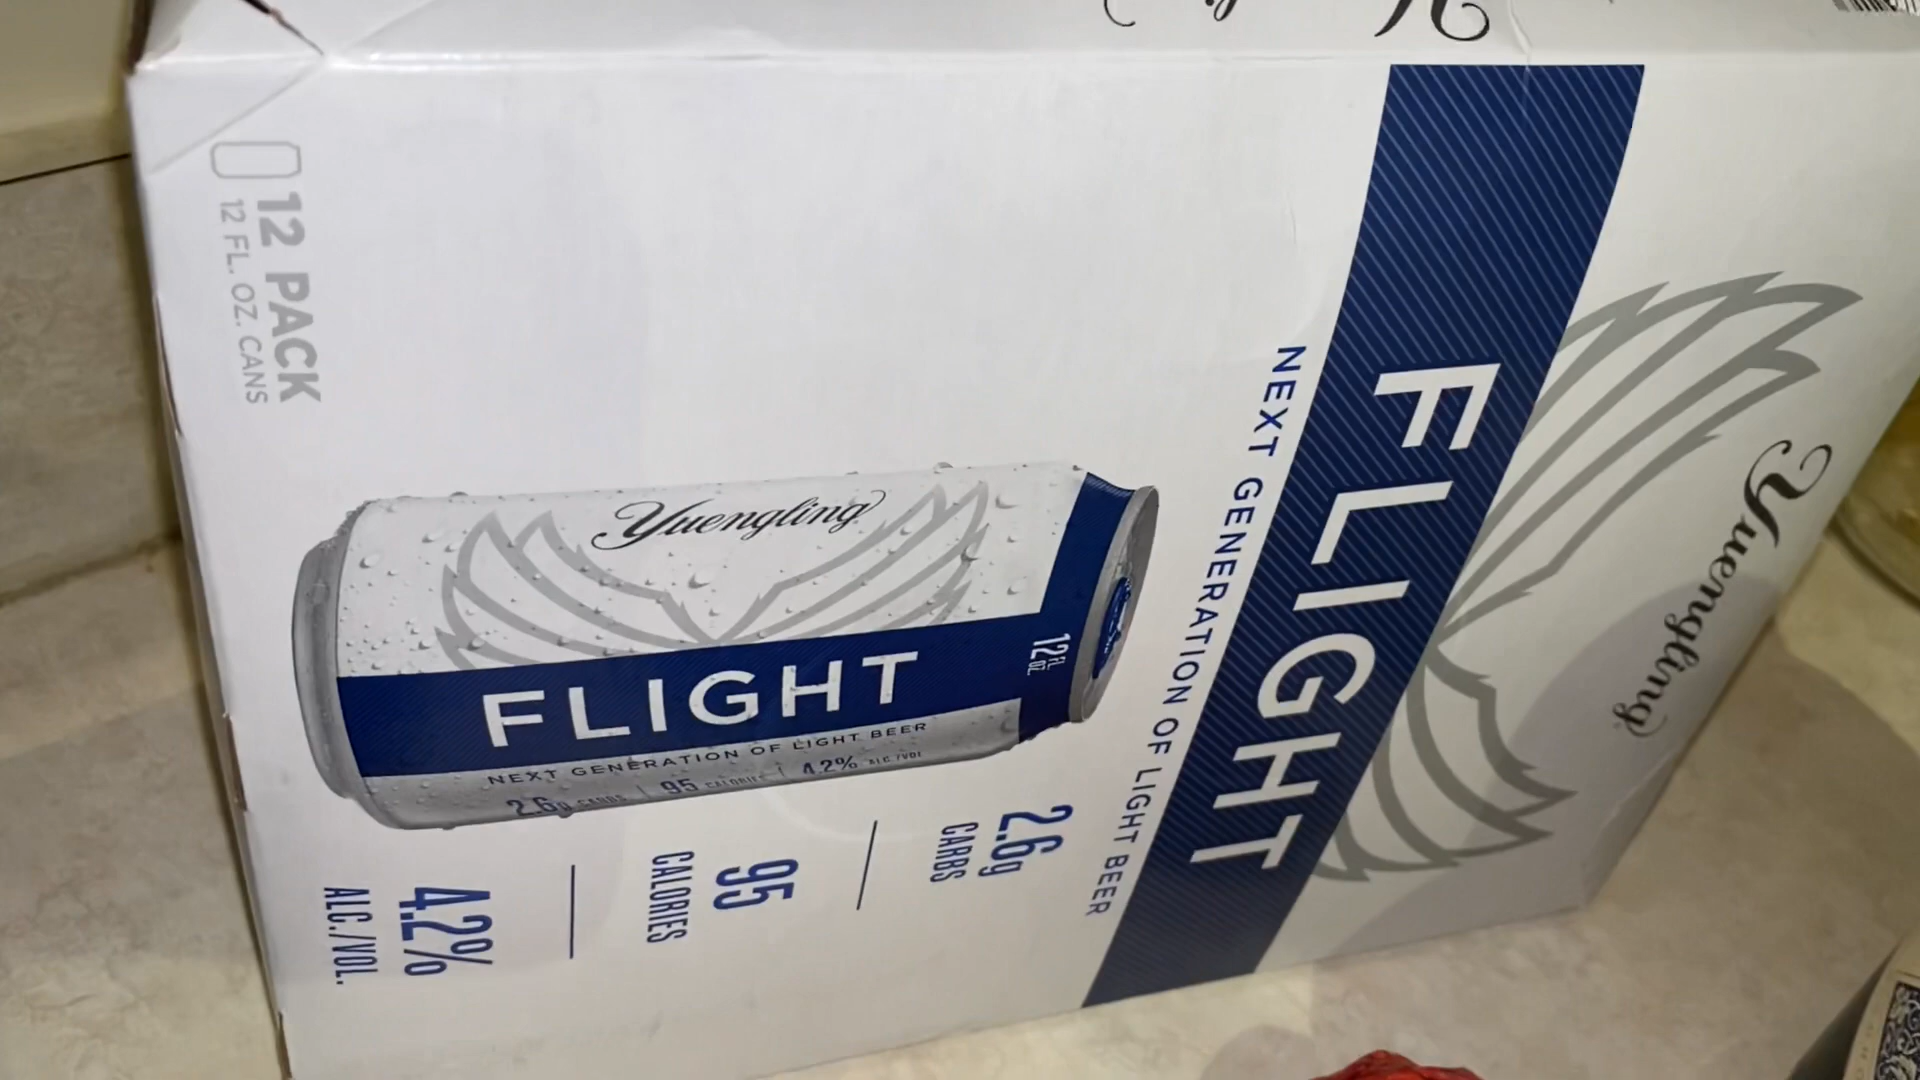 Yuengling
FLIGHT
NEXT GENERATION OF LIGHT BEER
2.6g
CARBS
95
CALORIES
4.2%
ALC./VOL.
Yuengling
FLIGHT
12 FL. OZ.
NEXT GENERATION OF LIGHT BEER
2.6g CARBS | 95 CALORIES | 4.2% ALC./VOL
12 PACK
12 FL. OZ. CANS